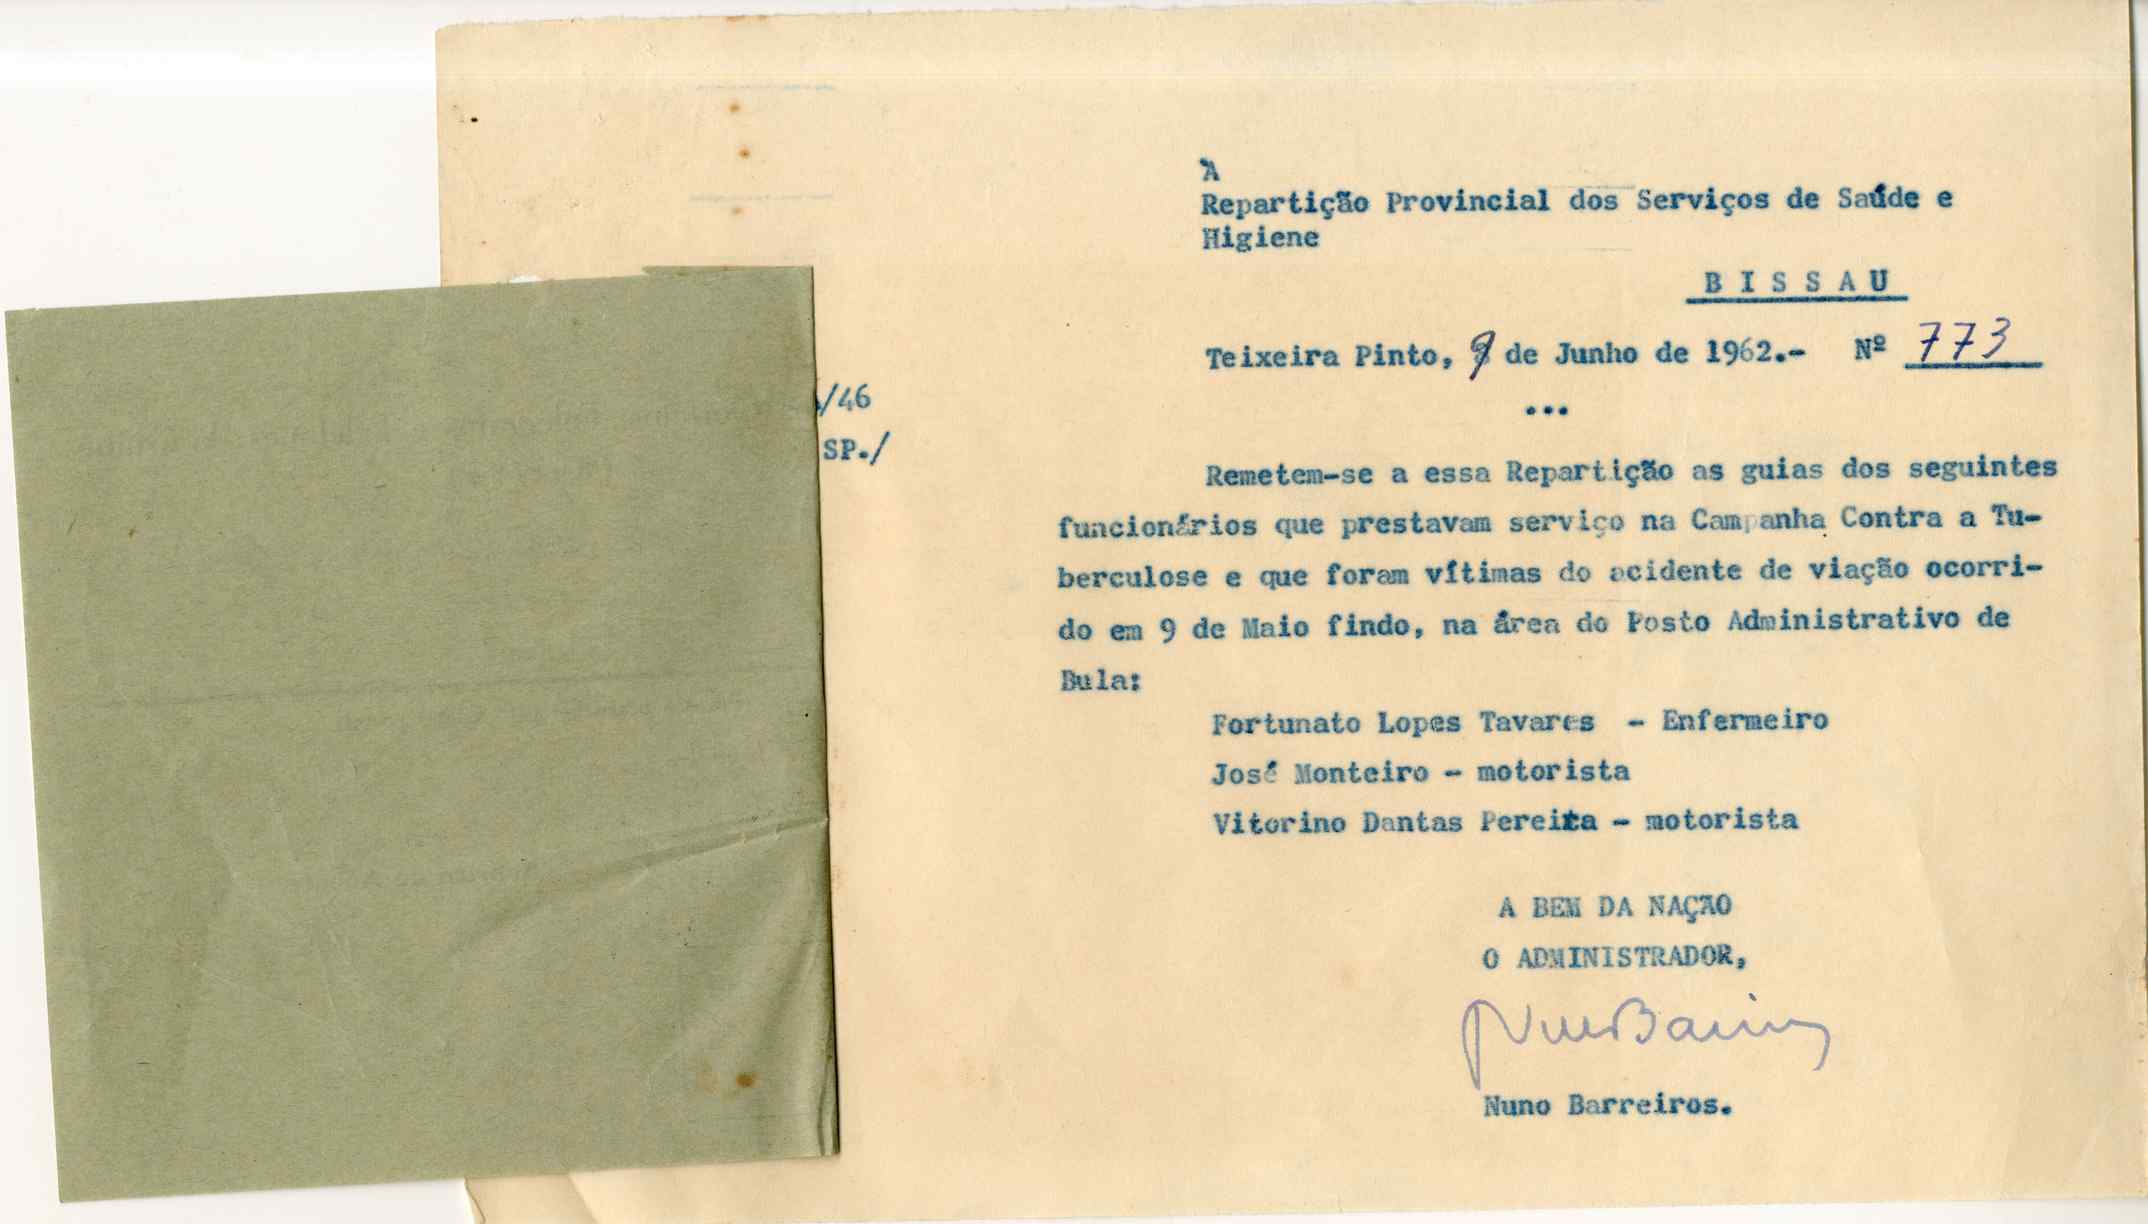 À
Repartição Provincial dos Serviços de Saúde e
Higiene
B I S S A U
Teixeira Pinto, 9 de Junho de 1962.- Nº 773
...
/46
SP./
Remetem-se a essa Repartição as guias dos seguintes
funcionários que prestavam serviço na Campanha Contra a Tu-
berculose e que foram vítimas do acidente de viação ocorri-
do em 9 de Maio findo, na área do Posto Administrativo de
Bula:
Fortunato Lopes Tavares - Enfermeiro
José Monteiro - motorista
Vitorino Dantas Pereira - motorista
A BEM DA NAÇÃO
O ADMINISTRADOR,
Nuno Barreiros.